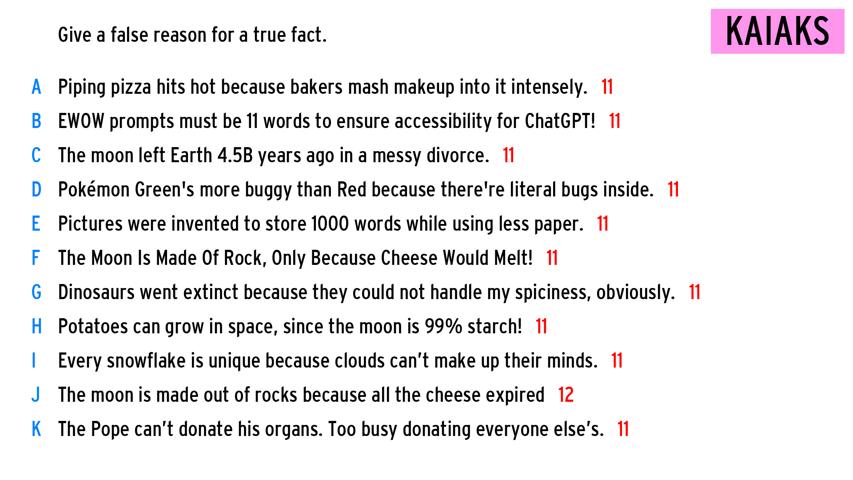 Give a false reason for a true fact.
KAIAKS
A Piping pizza hits hot because bakers mash makeup into it intensely. 11
B EWOW prompts must be 11 words to ensure accessibility for ChatGPT! 11
C The moon left Earth 4.5B years ago in a messy divorce. 11
D Pokémon Green's more buggy than Red because there're literal bugs inside. 11
E Pictures were invented to store 1000 words while using less paper. 11
F The Moon Is Made Of Rock, Only Because Cheese Would Melt! 11
G Dinosaurs went extinct because they could not handle my spiciness, obviously. 11
H Potatoes can grow in space, since the moon is 99% starch! 11
I Every snowflake is unique because clouds can’t make up their minds. 11
J The moon is made out of rocks because all the cheese expired 12
K The Pope can’t donate his organs. Too busy donating everyone else’s. 11